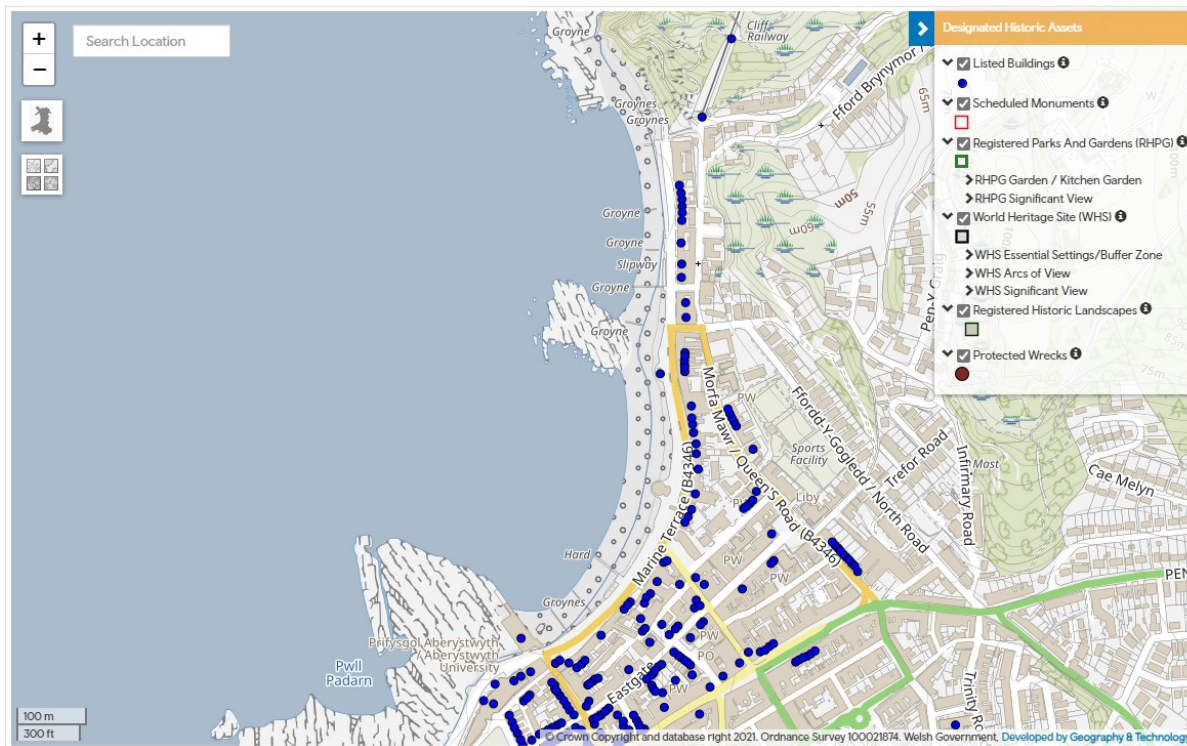 +
−
Search Location
Designated Historic Assets
Listed Buildings
Scheduled Monuments
Registered Parks And Gardens (RHPG)
RHPG Garden / Kitchen Garden
RHPG Significant View
World Heritage Site (WHS)
WHS Essential Settings/Buffer Zone
WHS Arcs of View
WHS Significant View
Registered Historic Landscapes
Protected Wrecks
Groyne
Cliff
Railway
Groynes
Groynes
Fford Brynymor /
65m
50m
55m
60m
Groyne
Groyne
Slipway
Groyne
Groyne
Pen-Y-Craig
75m
Morfa Mawr / Queen's Road (B4346)
PW
Sports
Facility
Ffordd-Y-Gogledd / North Road
Trefor Road
Infirmary Road
Mast
Cae Melyn
Liby
Marine Terrace (B4346)
Hard
PW
PW
Groynes
Prifysgol Aberystwyth
/ Aberystwyth
University
Pwll
Padarn
PW
PO
PW
Eastgate
PEN
Trinity Ro
100 m
300 ft
© Crown Copyright and database right 2021. Ordnance Survey 100021874. Welsh Government, Developed by Geography & Technology